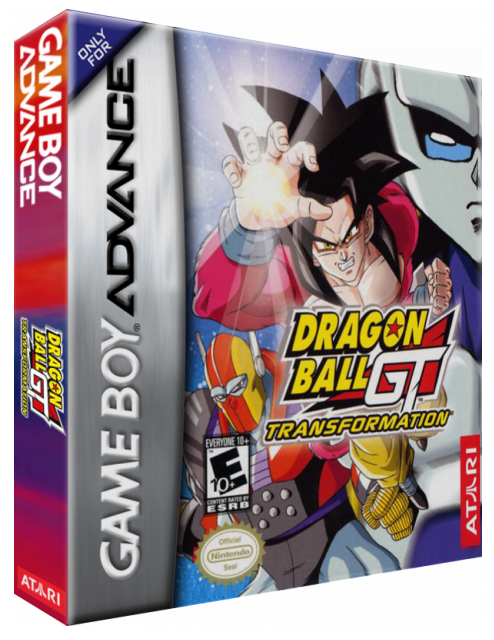 GAME BOY
ADVANCE
DRAGON
BALL
GT
TRANSFORMATION
ATARI
ONLY
FOR
GAME BOY ADVANCE
DRAGON
BALL GT
TRANSFORMATION™
EVERYONE 10+
E
10+
CONTENT RATED BY
ESRB
Official
Nintendo
Seal
ATARI